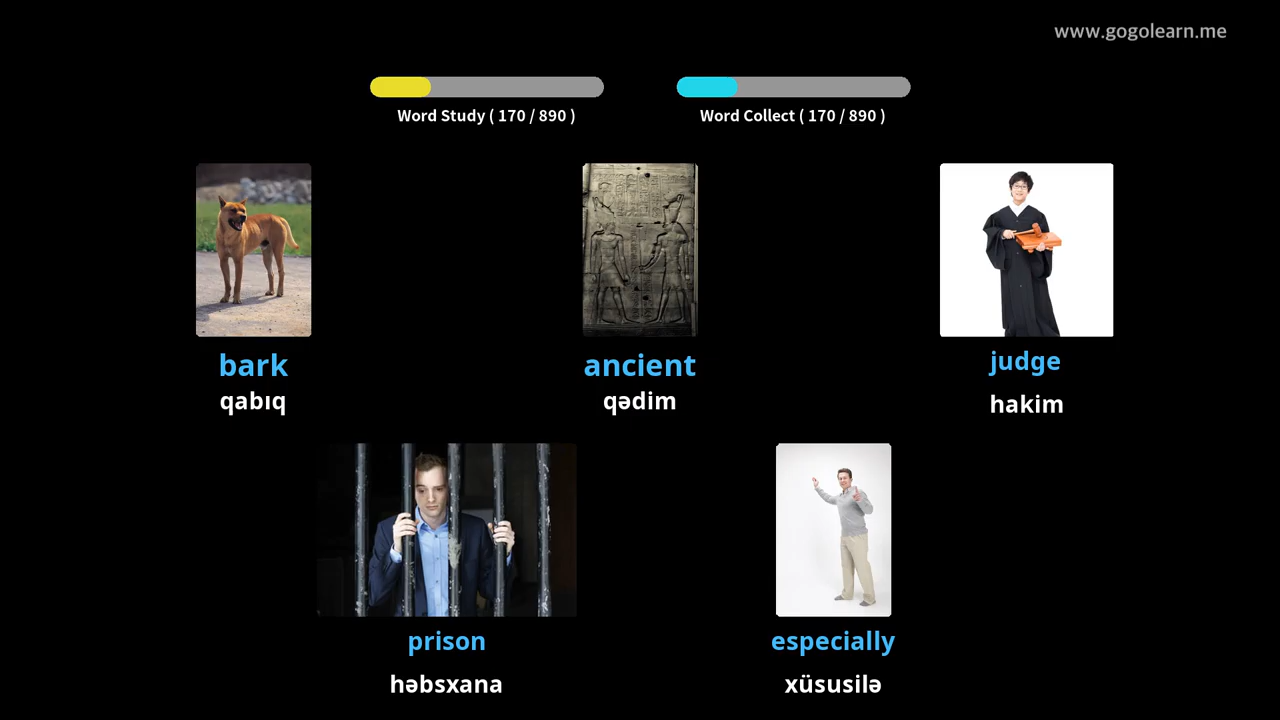 www.gogolearn.me
Word Study ( 170 / 890 )
Word Collect ( 170 / 890 )
bark
qabıq
ancient
qədim
judge
hakim
prison
həbsxana
especially
xüsusilə